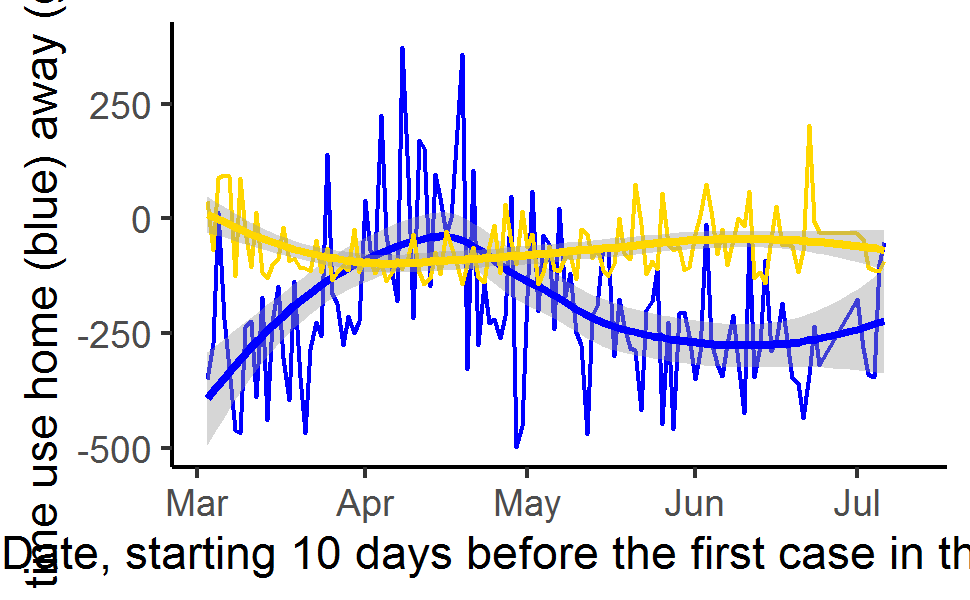 time use home (blue) away (g
250
0
-250
-500
Mar Apr May Jun Jul
Date, starting 10 days before the first case in th